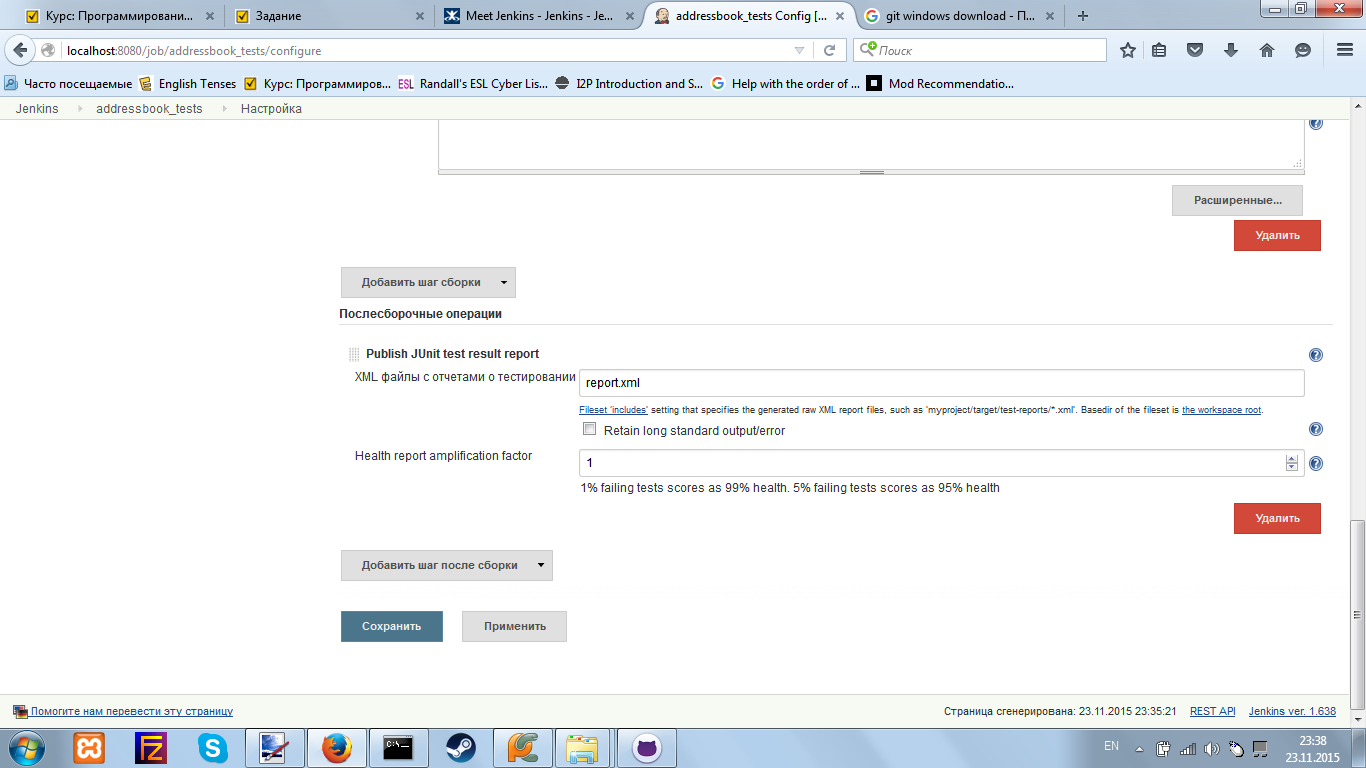 Курс: Программировани...
Задание
Meet Jenkins - Jenkins - Je...
addressbook_tests Config [...
git windows download - П...
localhost:8080/job/addressbook_tests/configure
Поиск
Часто посещаемые
English Tenses
Курс: Программиров...
ESL
Randall's ESL Cyber Lis...
I2P Introduction and S...
Help with the order of ...
Mod Recommendatio...
Jenkins
addressbook_tests
Настройка
Расширенные...
Удалить
Добавить шаг сборки
Послесборочные операции
Publish JUnit test result report
XML файлы с отчетами о тестировании
report.xml
Fileset 'includes' setting that specifies the generated raw XML report files, such as 'myproject/target/test-reports/*.xml'. Basedir of the fileset is the workspace root.
Retain long standard output/error
Health report amplification factor
1
1% failing tests scores as 99% health. 5% failing tests scores as 95% health
Удалить
Добавить шаг после сборки
Сохранить
Применить
Помогите нам перевести эту страницу
Страница сгенерирована: 23.11.2015 23:35:21
REST API
Jenkins ver. 1.638
C:\
EN
23:38
23.11.2015